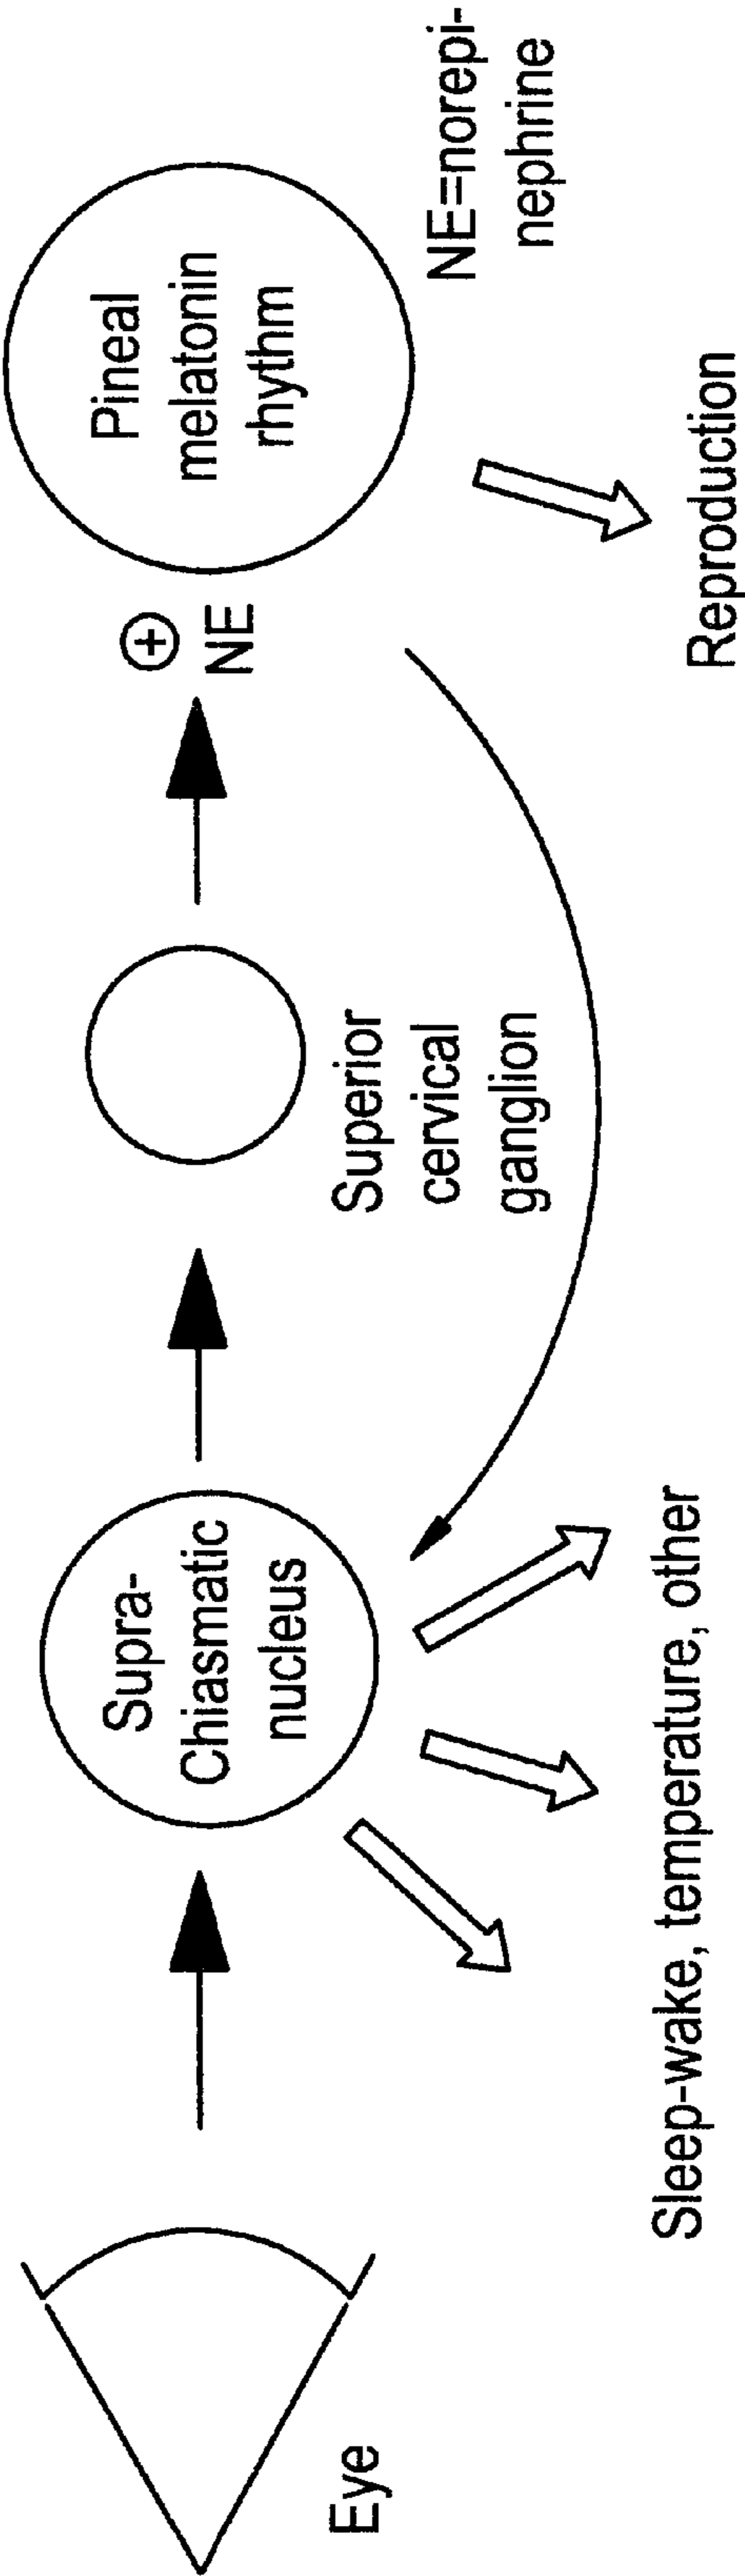 Eye
Supra-
Chiasmatic
nucleus
Sleep-wake, temperature, other
Superior
cervical
ganglion
+
NE
Pineal
melatonin
rhythm
NE=norepi-
nephrine
Reproduction